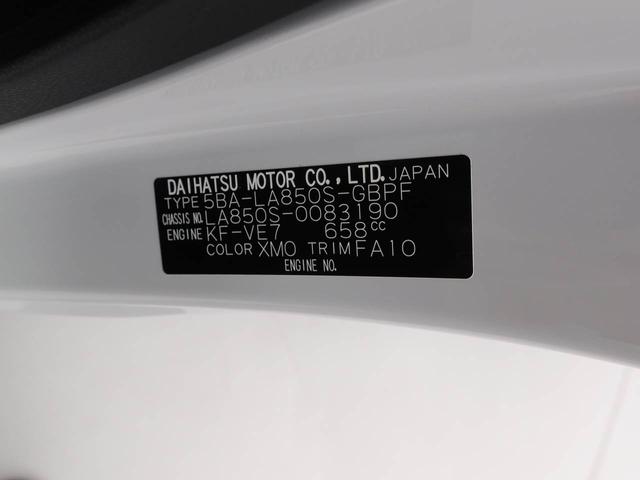 DAIHATSU MOTOR CO., LTD. JAPAN
TYPE 5BA-LA850S-GBPF
CHASSIS NO. LA850S-0083190
ENGINE KF-VE7 658cc
COLOR XM0 TRIM FA10
ENGINE NO.